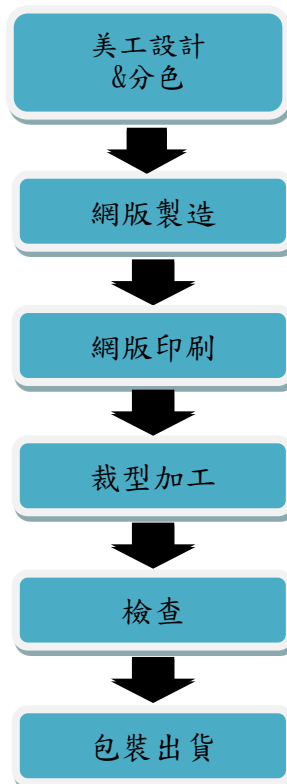 美工設計
&分色
網版製造
網版印刷
裁型加工
檢查
包裝出貨